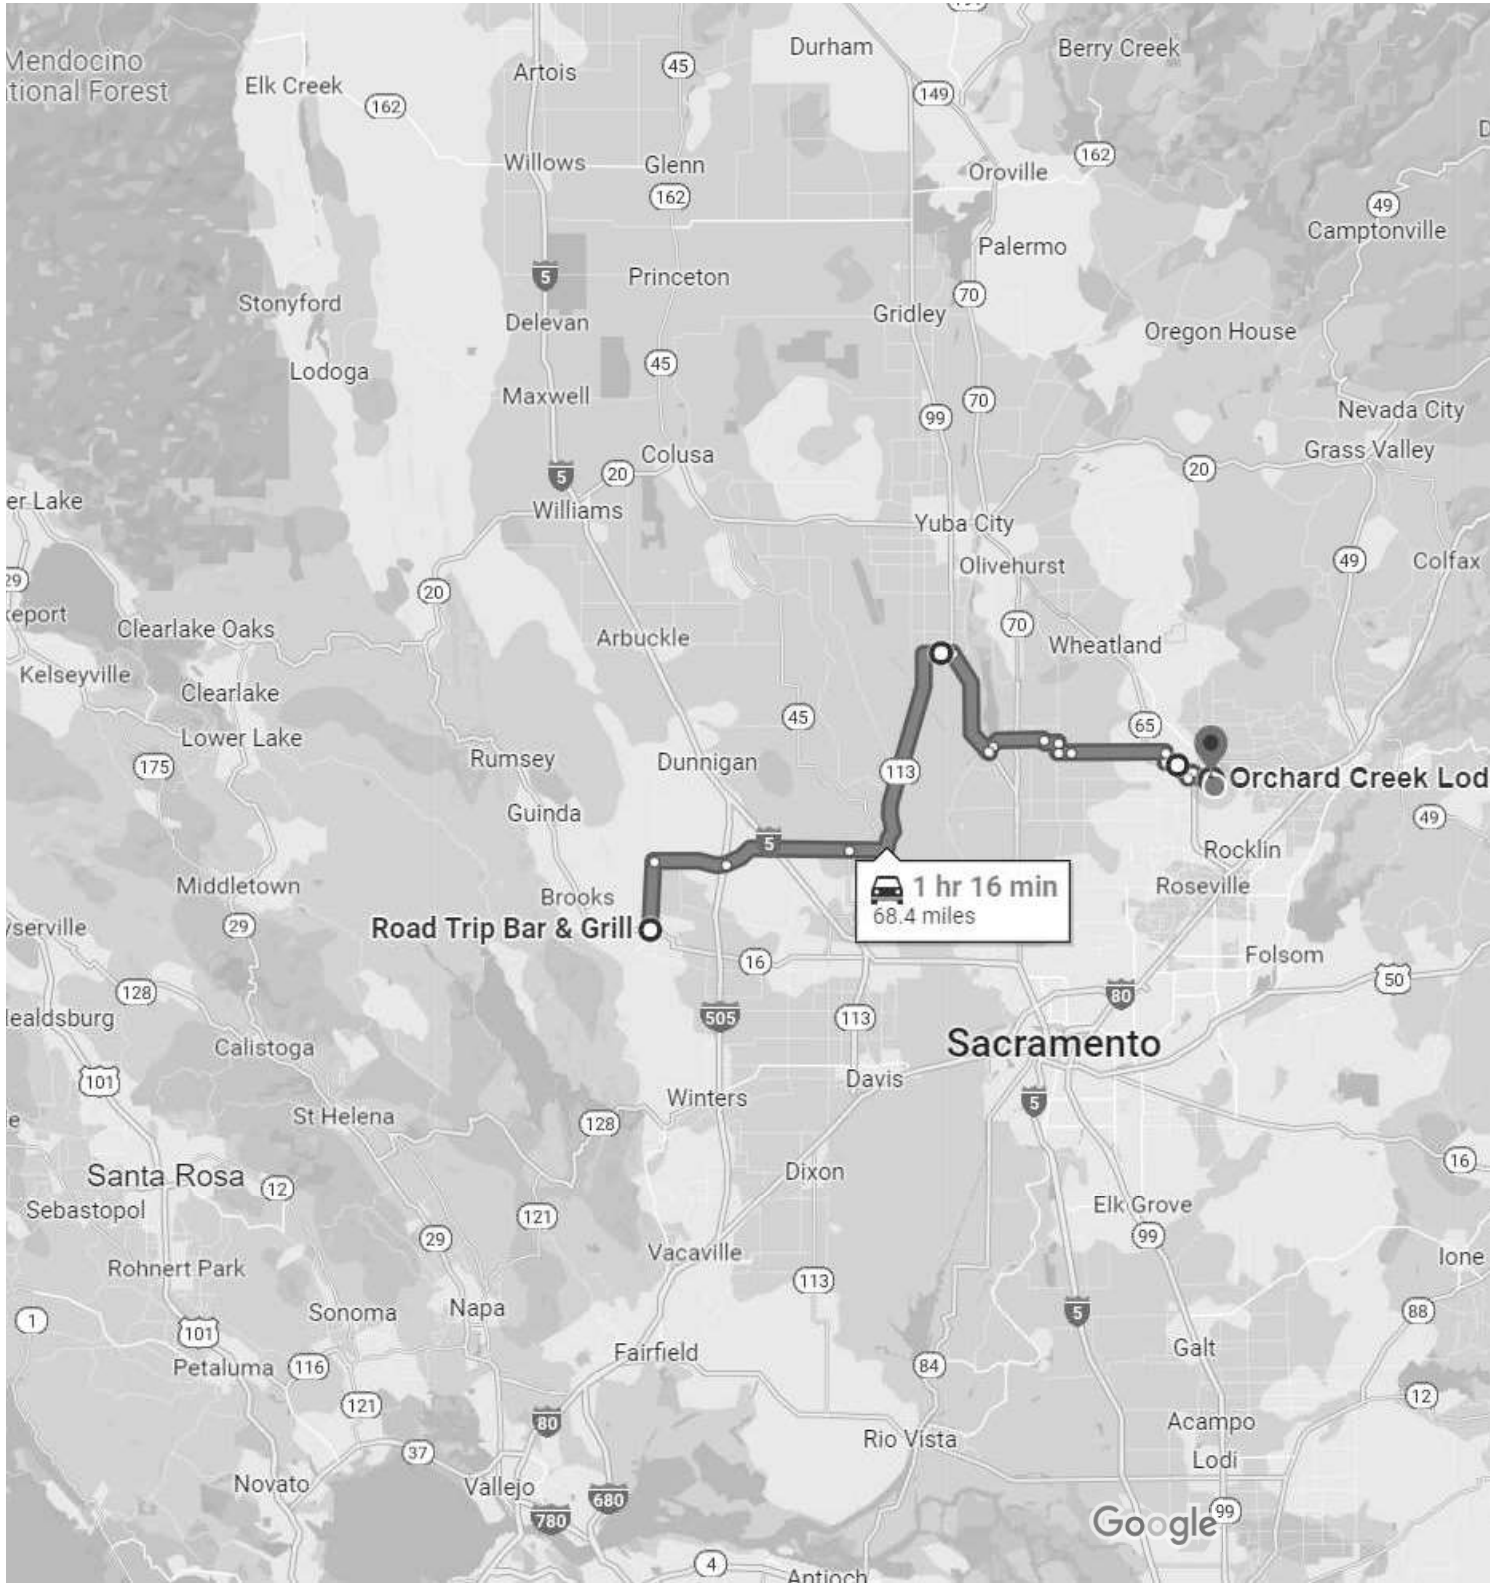 Mendocino
tional Forest
Elk Creek
162
Artois
45
Durham
149
Berry Creek
Willows
Glenn
162
Oroville
162
49
Camptonville
Palermo
5
Princeton
70
Stonyford
Delevan
Gridley
Oregon House
Lodoga
45
Maxwell
99
70
Nevada City
Grass Valley
Colusa
20
5
20
er Lake
Williams
Yuba City
Olivehurst
49
Colfax
29
20
eport
Clearlake Oaks
Arbuckle
70
Wheatland
Kelseyville
Clearlake
45
65
Lower Lake
175
Rumsey
Dunnigan
113
Orchard Creek Lod
Guinda
5
49
Rocklin
Middletown
Brooks
1 hr 16 min
68.4 miles
Roseville
29
yserville
Road Trip Bar & Grill
16
Folsom
50
128
80
ealdsburg
505
113
Calistoga
Sacramento
101
Davis
Winters
5
St Helena
128
e
Santa Rosa
12
Dixon
16
Sebastopol
121
Elk Grove
29
99
Vacaville
Ione
Rohnert Park
113
Sonoma
Napa
1
101
5
88
Petaluma
116
Fairfield
84
Galt
121
12
80
Acampo
37
Rio Vista
Lodi
Novato
Vallejo
680
780
Google
99
4
Antioch